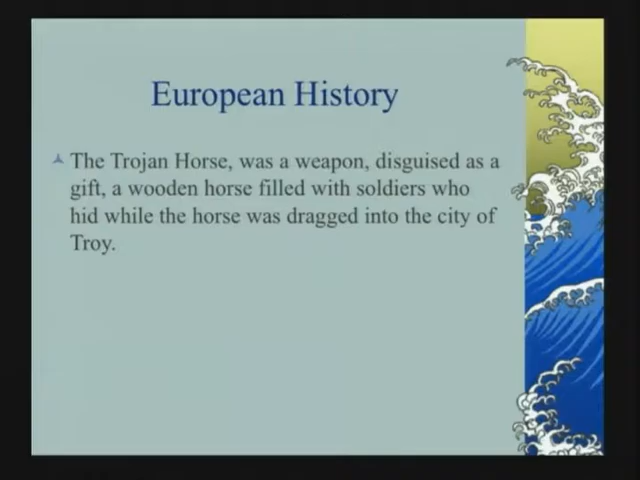 European History
The Trojan Horse, was a weapon, disguised as a
gift, a wooden horse filled with soldiers who
hid while the horse was dragged into the city of
Troy.